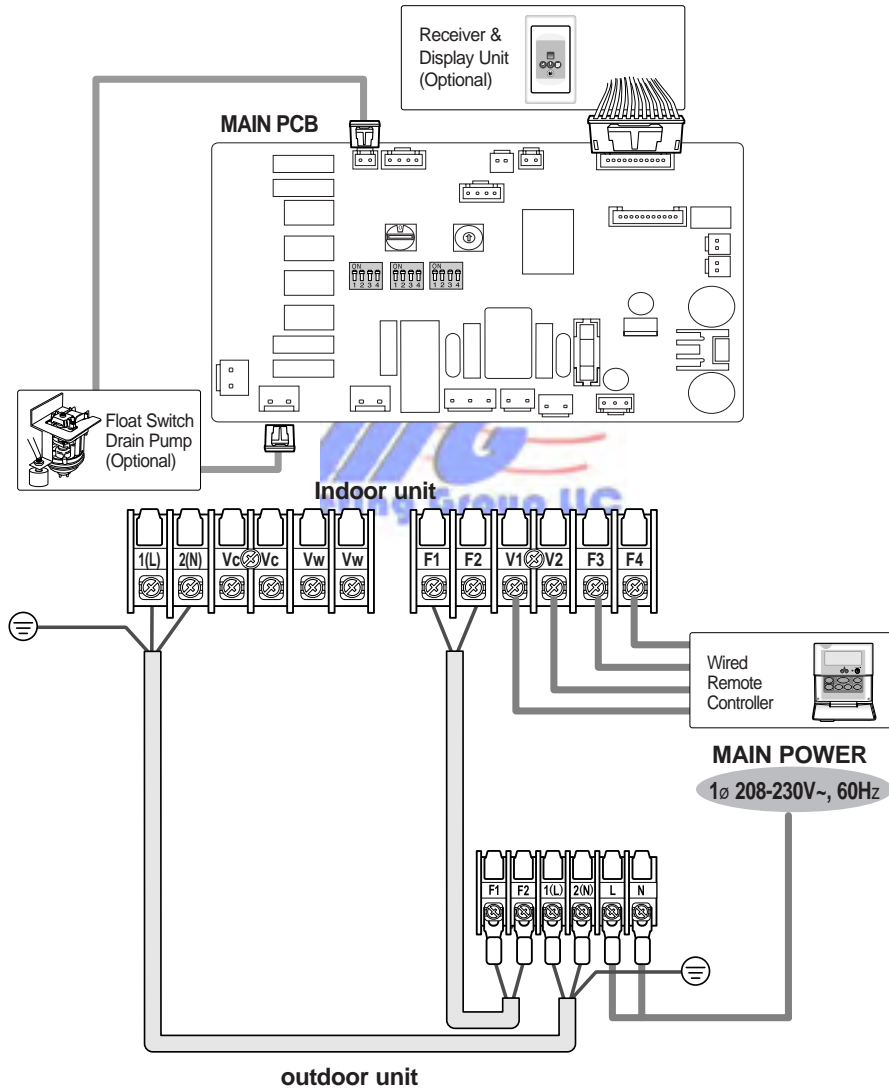 Receiver &
Display Unit
(Optional)
MAIN PCB
ON
1 2 3 4
ON
1 2 3 4
ON
1 2 3 4
Float Switch
Drain Pump
(Optional)
Indoor unit
1(L) 2(N) Vc Vc Vw Vw
F1 F2 V1 V2 F3 F4
Wired
Remote
Controller
MAIN POWER
1ø 208-230V~, 60Hz
F1 F2 1(L) 2(N) L N
outdoor unit